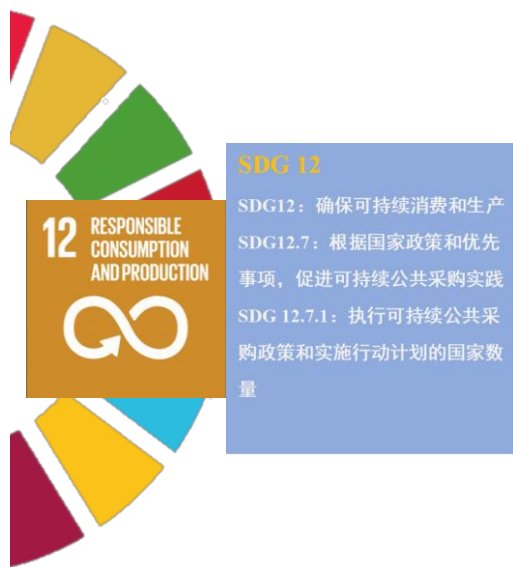 12 RESPONSIBLE
CONSUMPTION
AND PRODUCTION
SDG 12
SDG12：确保可持续消费和生产
SDG12.7：根据国家政策和优先
事项，促进可持续公共采购实践
SDG 12.7.1：执行可持续公共采
购政策和实施行动计划的国家数
量